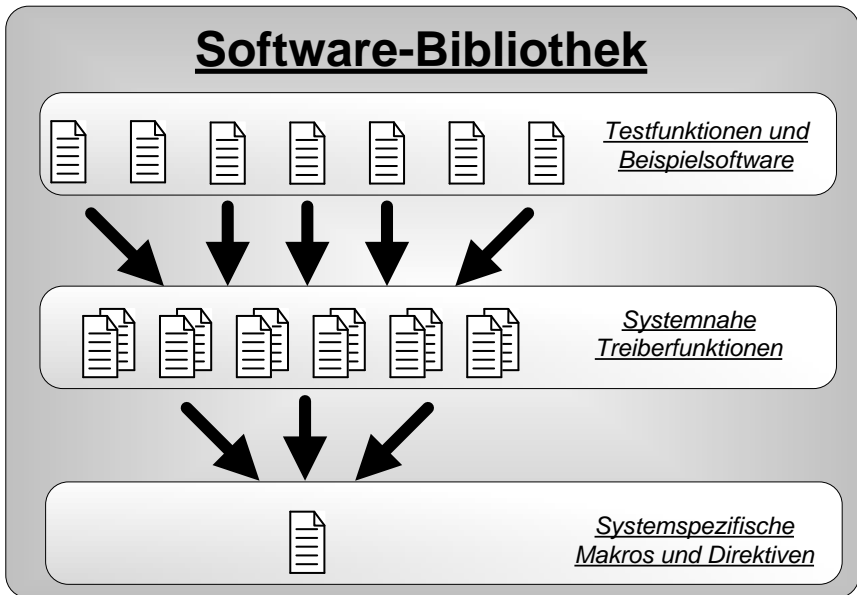 Software-Bibliothek
Testfunktionen und
Beispielsoftware
Systemnahe
Treiberfunktionen
Systemspezifische
Makros und Direktiven